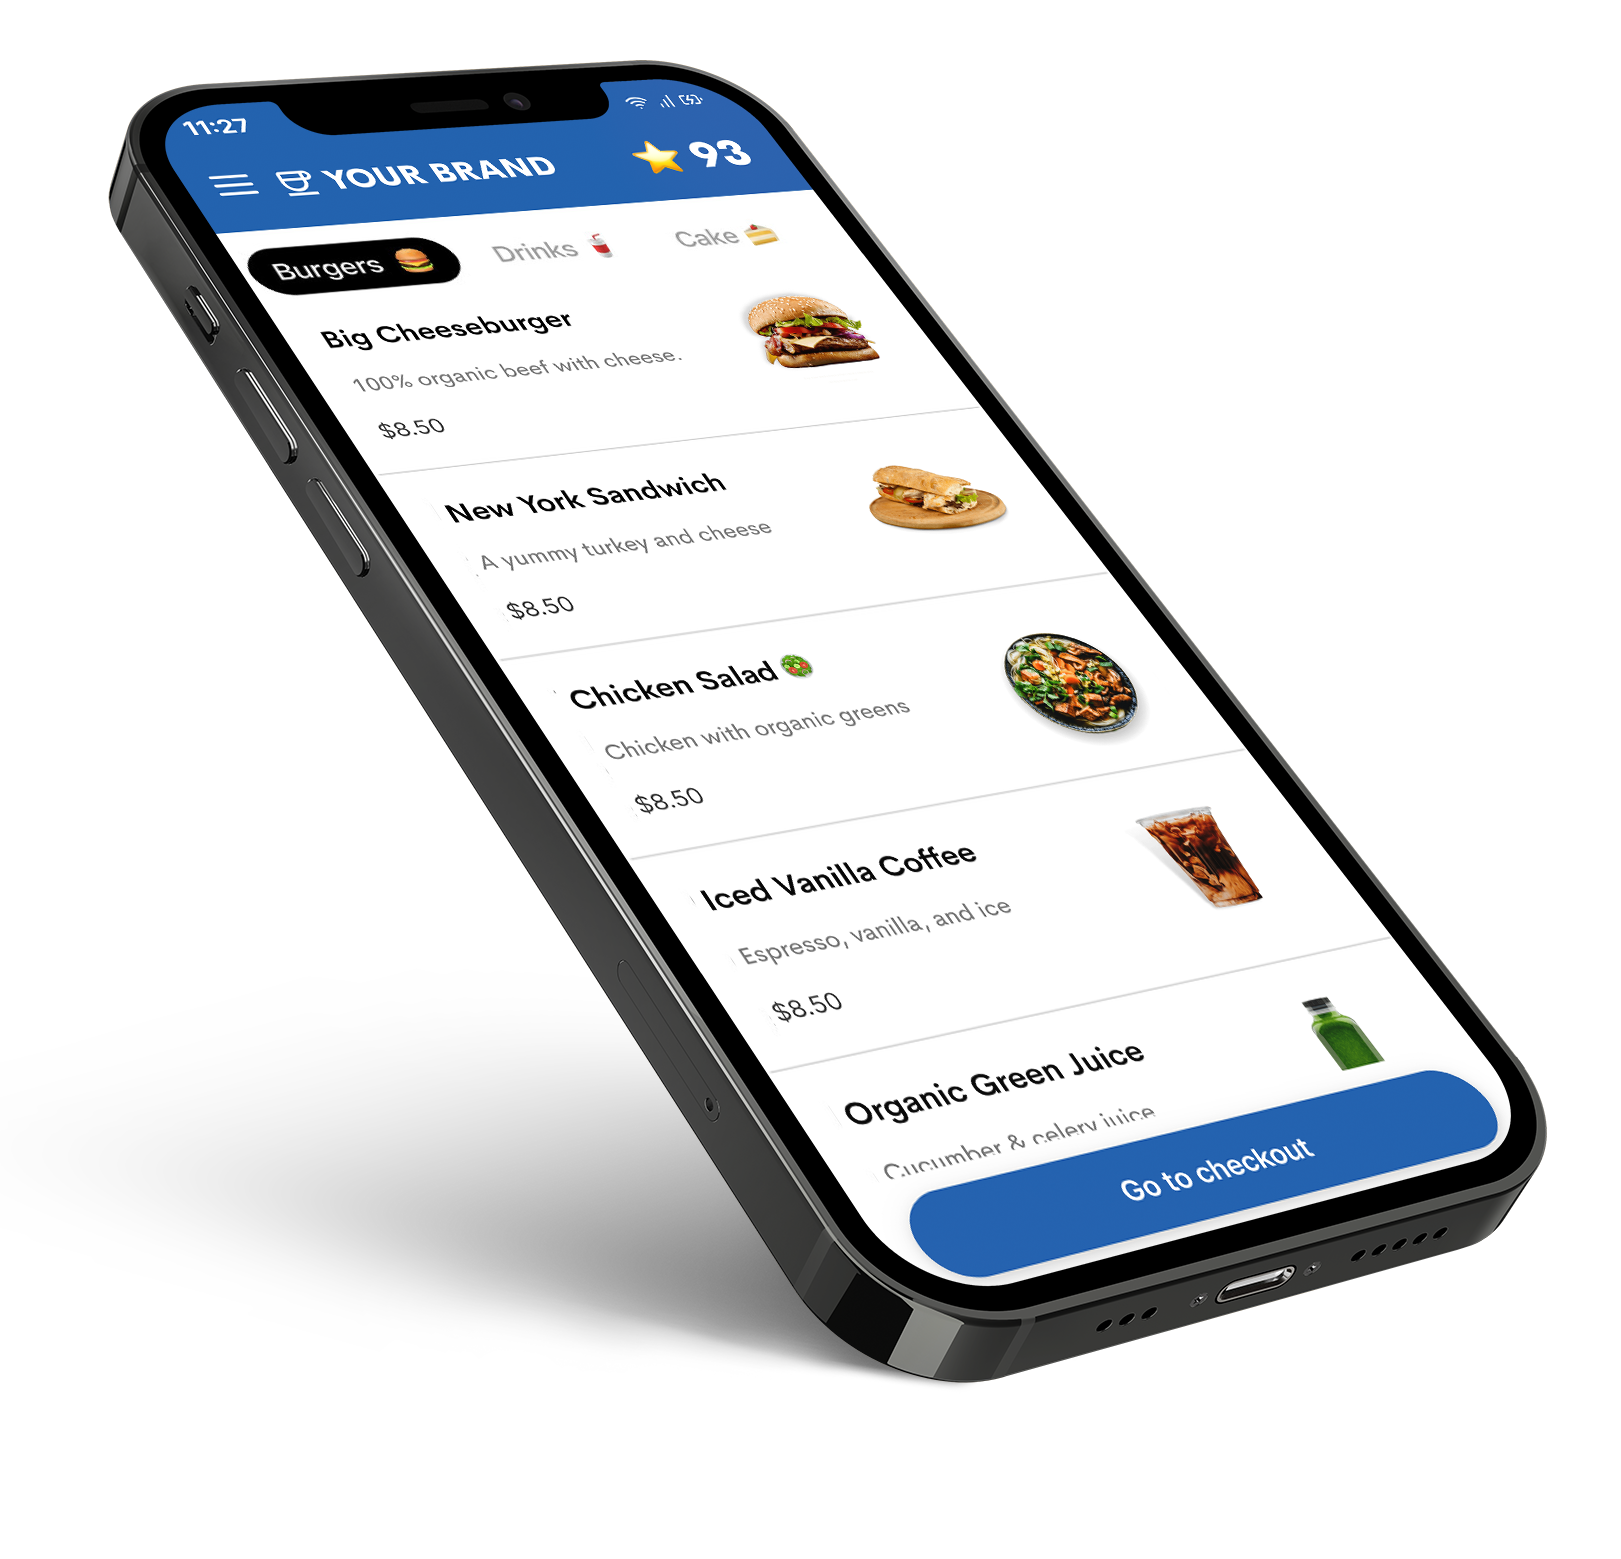 11:27
YOUR BRAND
93
Burgers
Drinks
Cake
Big Cheeseburger
100% organic beef with cheese.
$8.50
New York Sandwich
A yummy turkey and cheese
$8.50
Chicken Salad
Chicken with organic greens
$8.50
Iced Vanilla Coffee
Espresso, vanilla, and ice
$8.50
Organic Green Juice
Cucumber & celery juice
Go to checkout